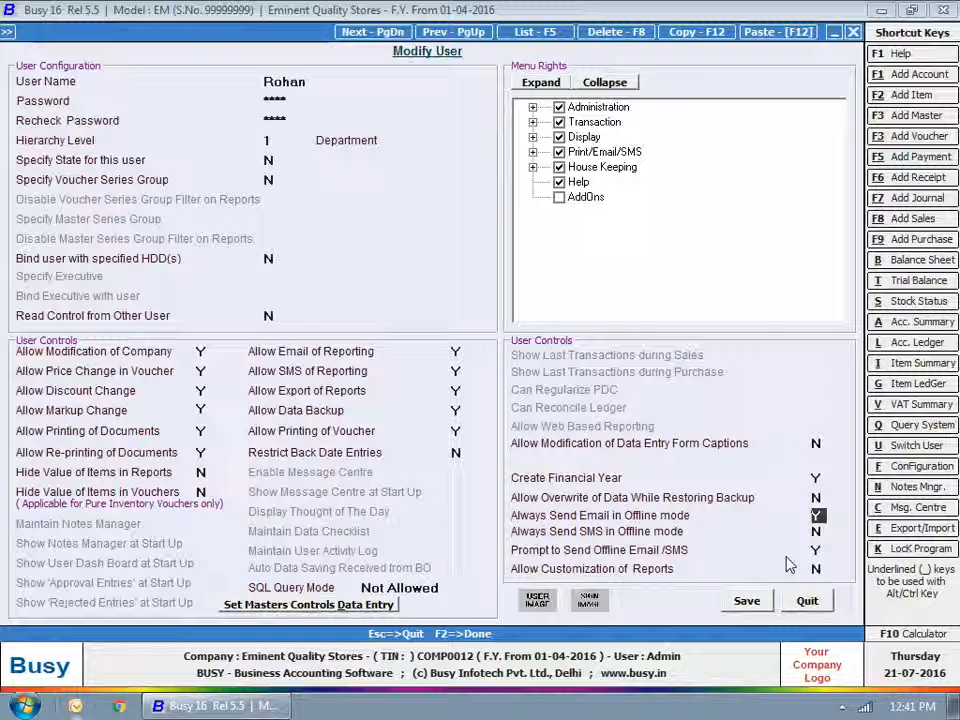 Busy 16 Rel 5.5 | Model : EM (S.No. 99999999) | Eminent Quality Stores - F.Y. From 01-04-2016
>> Next - PgDn Prev - PgUp List - F5 Delete - F8 Copy - F12 Paste - [F12]
Modify User
User Configuration
User Name Rohan
Password ****
Recheck Password ****
Hierarchy Level 1 Department
Specify State for this user N
Specify Voucher Series Group N
Disable Voucher Series Group Filter on Reports
Specify Master Series Group
Disable Master Series Group Filter on Reports
Bind user with specified HDD(s) N
Specify Executive
Bind Executive with user
Read Control from Other User N
Menu Rights
Expand Collapse
Administration
Transaction
Display
Print/Email/SMS
House Keeping
Help
AddOns
User Controls
Allow Modification of Company Y Allow Email of Reporting Y
Allow Price Change in Voucher Y Allow SMS of Reporting Y
Allow Discount Change Y Allow Export of Reports Y
Allow Markup Change Y Allow Data Backup Y
Allow Printing of Documents Y Allow Printing of Voucher Y
Allow Re-printing of Documents Y Restrict Back Date Entries N
Hide Value of Items in Reports N Enable Message Centre
Hide Value of Items in Vouchers N Show Message Centre at Start Up
( Applicable for Pure Inventory Vouchers only)
Display Thought of The Day
Maintain Notes Manager Maintain Data Checklist
Show Notes Manager at Start Up Maintain User Activity Log
Show User Dash Board at Start Up Auto Data Saving Received from BO
Show 'Approval Entries' at Start Up SQL Query Mode Not Allowed
Show 'Rejected Entries' at Start Up Set Masters Controls Data Entry
User Controls
Show Last Transactions during Sales
Show Last Transactions during Purchase
Can Regularize PDC
Can Reconcile Ledger
Allow Web Based Reporting
Allow Modification of Data Entry Form Captions N
Create Financial Year Y
Allow Overwrite of Data While Restoring Backup N
Always Send Email in Offline mode Y
Always Send SMS in Offline mode N
Prompt to Send Offline Email /SMS Y
Allow Customization of Reports N
USER IMAGE SIGN IMAGE Save Quit
Esc=>Quit F2=>Done
Shortcut Keys
F1 Help
F1 Add Account
F2 Add Item
F3 Add Master
F3 Add Voucher
F5 Add Payment
F6 Add Receipt
F7 Add Journal
F8 Add Sales
F9 Add Purchase
B Balance Sheet
T Trial Balance
S Stock Status
A Acc. Summary
L Acc. Ledger
I Item Summary
G Item LedGer
V VAT Summary
Q Query System
U Switch User
F Configuration
N Notes Mngr.
C Msg. Centre
E Export/Import
K LocK Program
Underlined (_) keys
to be used with
Alt/Ctrl Key
F10 Calculator
Busy
Company : Eminent Quality Stores - ( TIN : ) COMP0012 ( F.Y. From 01-04-2016 ) - User : Admin
BUSY - Business Accounting Software ; (c) Busy Infotech Pvt. Ltd., Delhi ; www.busy.in
Your
Company
Logo
Thursday
21-07-2016
Busy 16 Rel 5.5 | M... 12:41 PM